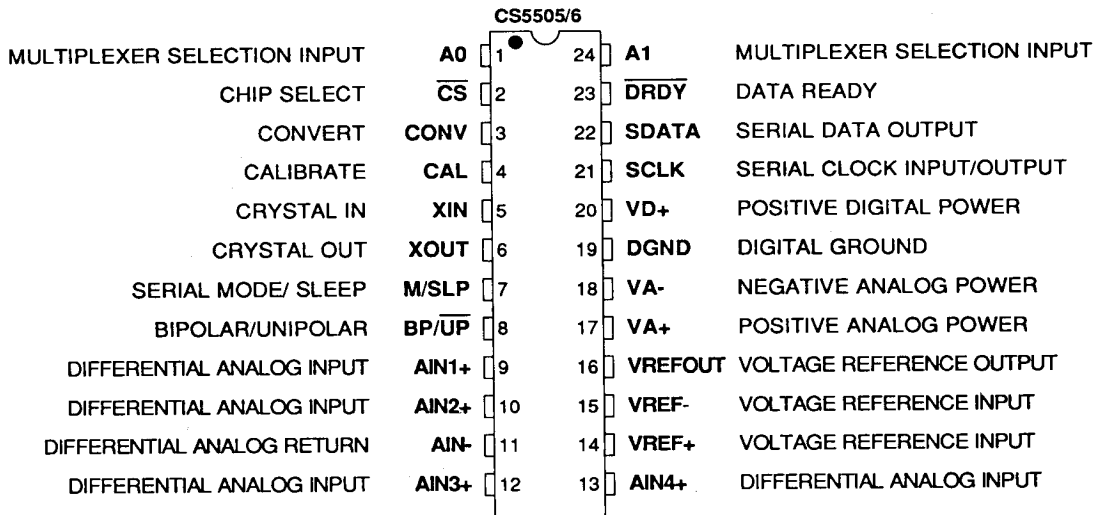 CS5505/6
MULTIPLEXER SELECTION INPUT A0 1 24 A1 MULTIPLEXER SELECTION INPUT
CHIP SELECT C̅S̅ 2 23 D̅R̅D̅Y̅ DATA READY
CONVERT CONV 3 22 SDATA SERIAL DATA OUTPUT
CALIBRATE CAL 4 21 SCLK SERIAL CLOCK INPUT/OUTPUT
CRYSTAL IN XIN 5 20 VD+ POSITIVE DIGITAL POWER
CRYSTAL OUT XOUT 6 19 DGND DIGITAL GROUND
SERIAL MODE/ SLEEP M/SLP 7 18 VA- NEGATIVE ANALOG POWER
BIPOLAR/UNIPOLAR BP/U̅P̅ 8 17 VA+ POSITIVE ANALOG POWER
DIFFERENTIAL ANALOG INPUT AIN1+ 9 16 VREFOUT VOLTAGE REFERENCE OUTPUT
DIFFERENTIAL ANALOG INPUT AIN2+ 10 15 VREF- VOLTAGE REFERENCE INPUT
DIFFERENTIAL ANALOG RETURN AIN- 11 14 VREF+ VOLTAGE REFERENCE INPUT
DIFFERENTIAL ANALOG INPUT AIN3+ 12 13 AIN4+ DIFFERENTIAL ANALOG INPUT